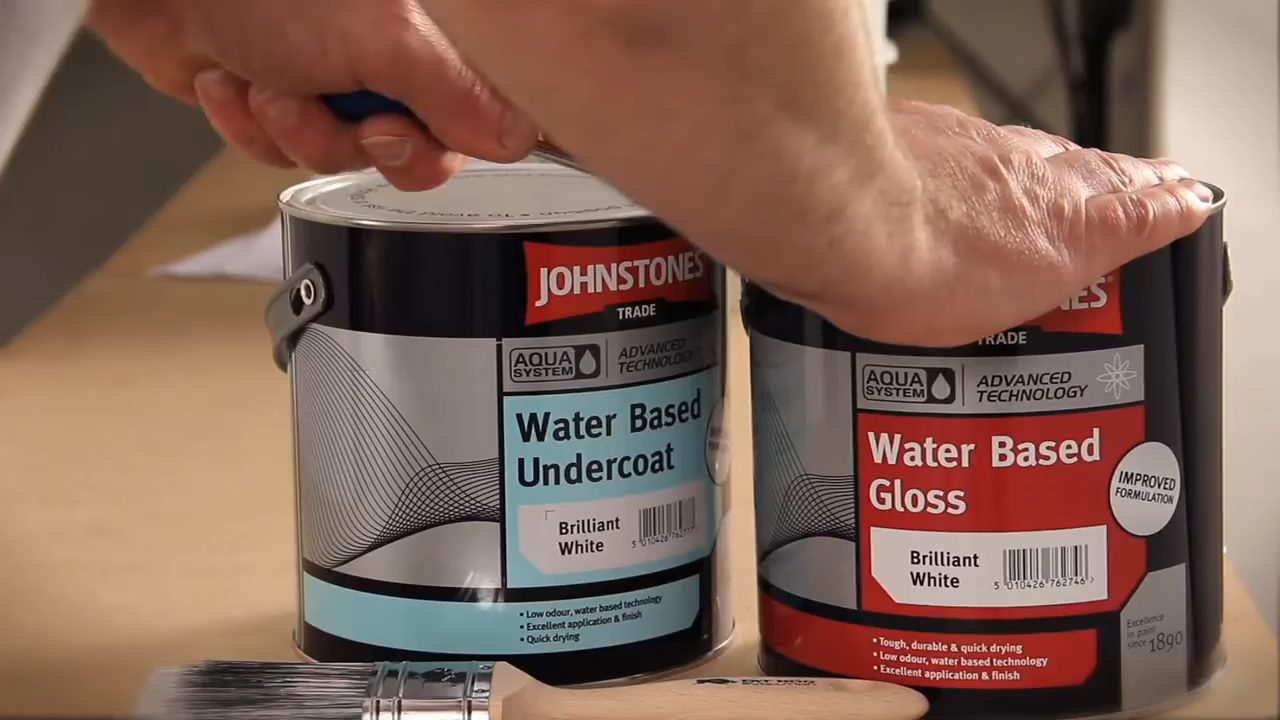 JOHNSTONES
TRADE
AQUA
SYSTEM
ADVANCED
TECHNOLOGY
Water Based
Undercoat
Brilliant
White
• Low odour, water based technology
• Excellent application & finish
• Quick drying
TRADE
AQUA
SYSTEM
ADVANCED
TECHNOLOGY
Water Based
Gloss
IMPROVED
FORMULATION
Brilliant
White
5 010426 762746 >
• Tough, durable & quick drying
• Low odour, water based technology
• Excellent application & finish
Excellence
in paint
since 1890